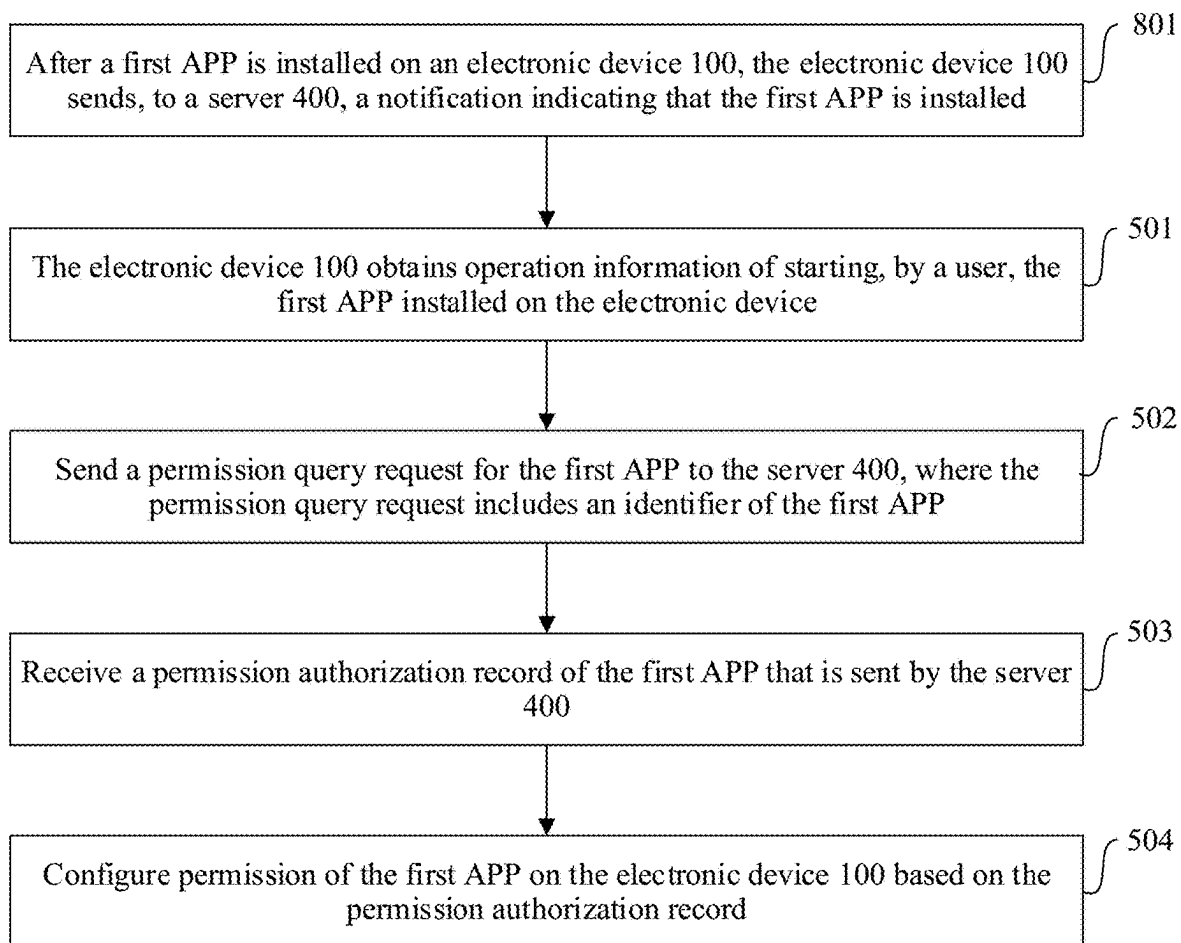 801
After a first APP is installed on an electronic device 100, the electronic device 100
sends, to a server 400, a notification indicating that the first APP is installed
501
The electronic device 100 obtains operation information of starting, by a user, the
first APP installed on the electronic device
502
Send a permission query request for the first APP to the server 400, where the
permission query request includes an identifier of the first APP
503
Receive a permission authorization record of the first APP that is sent by the server
400
504
Configure permission of the first APP on the electronic device 100 based on the
permission authorization record